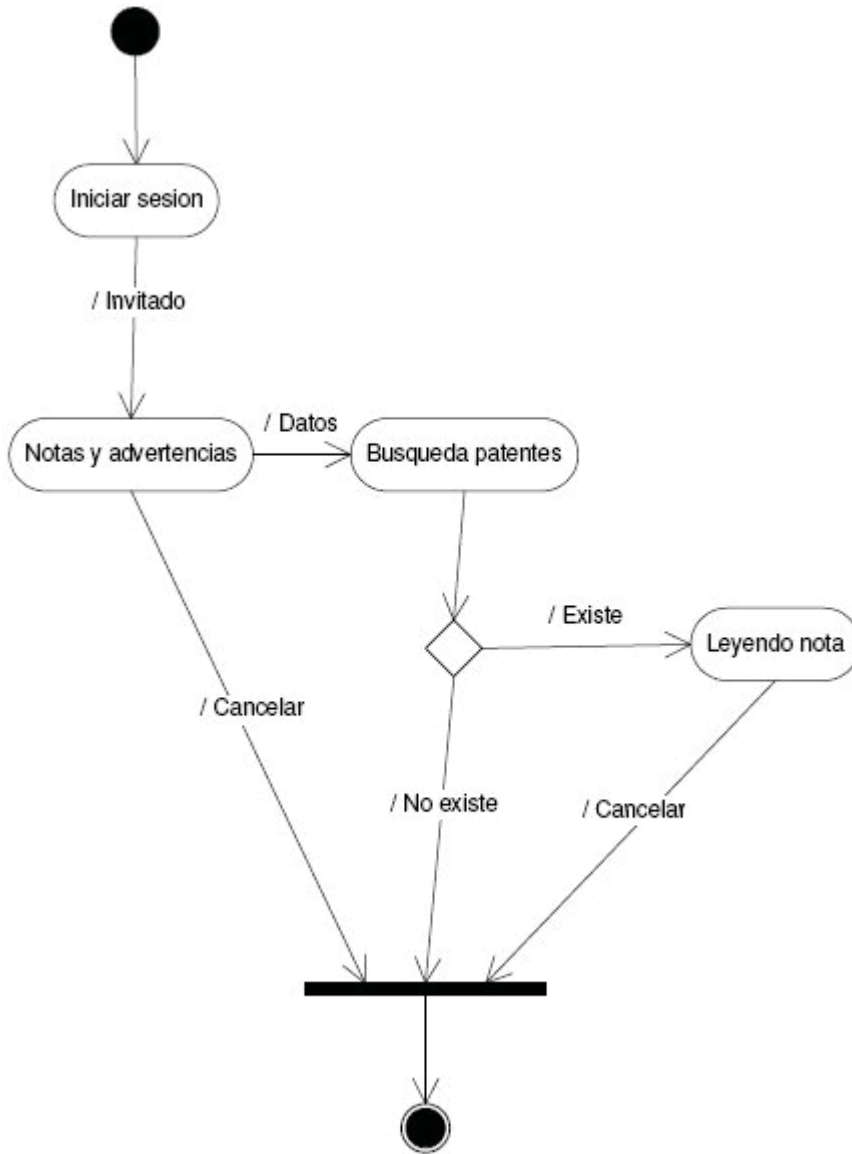 Iniciar sesion
/ Invitado
Notas y advertencias
/ Datos
Busqueda patentes
/ Existe
Leyendo nota
/ Cancelar
/ No existe
/ Cancelar